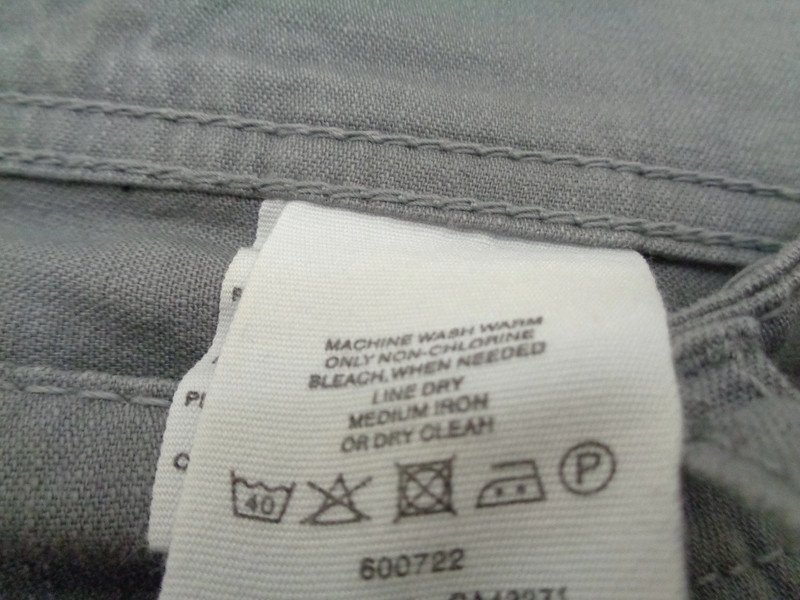 MACHINE WASH WARM
ONLY NON-CHLORINE
BLEACH, WHEN NEEDED
LINE DRY
MEDIUM IRON
OR DRY CLEAN
40 P
600722